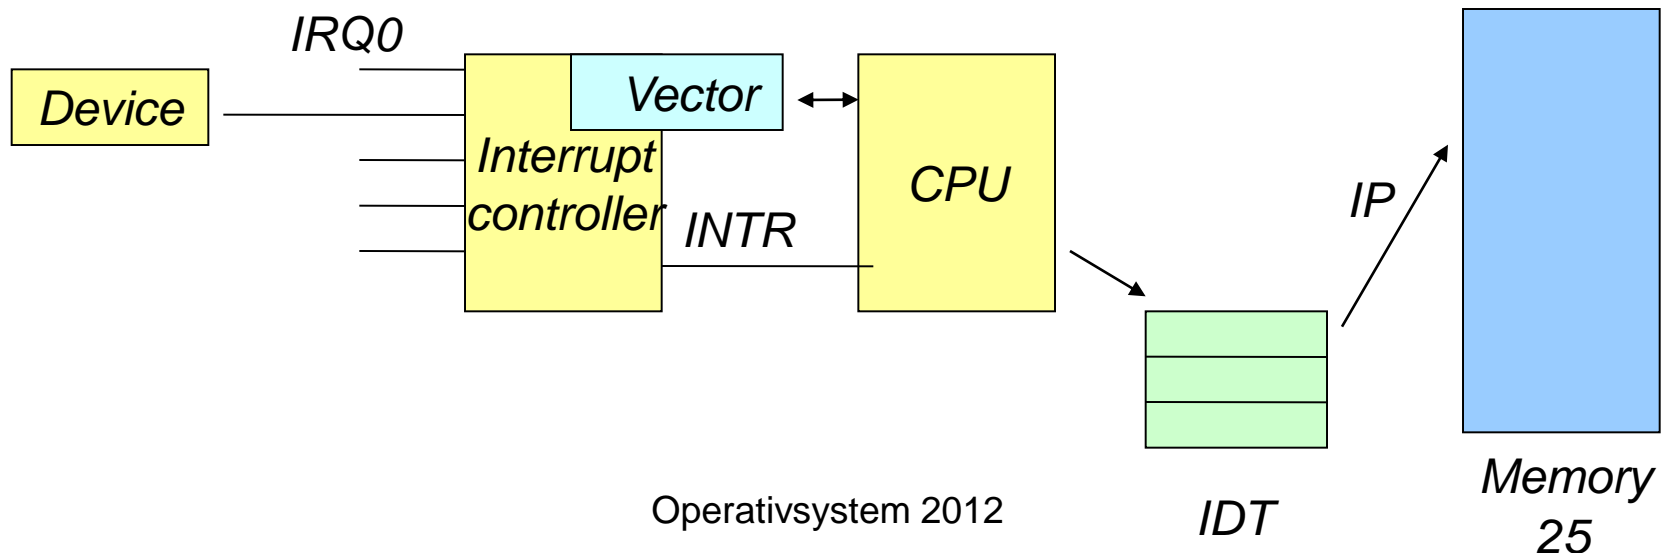 IRQ0
Device
Vector
Interrupt
controller
CPU
INTR
IP
Memory
Operativsystem 2012
IDT
25